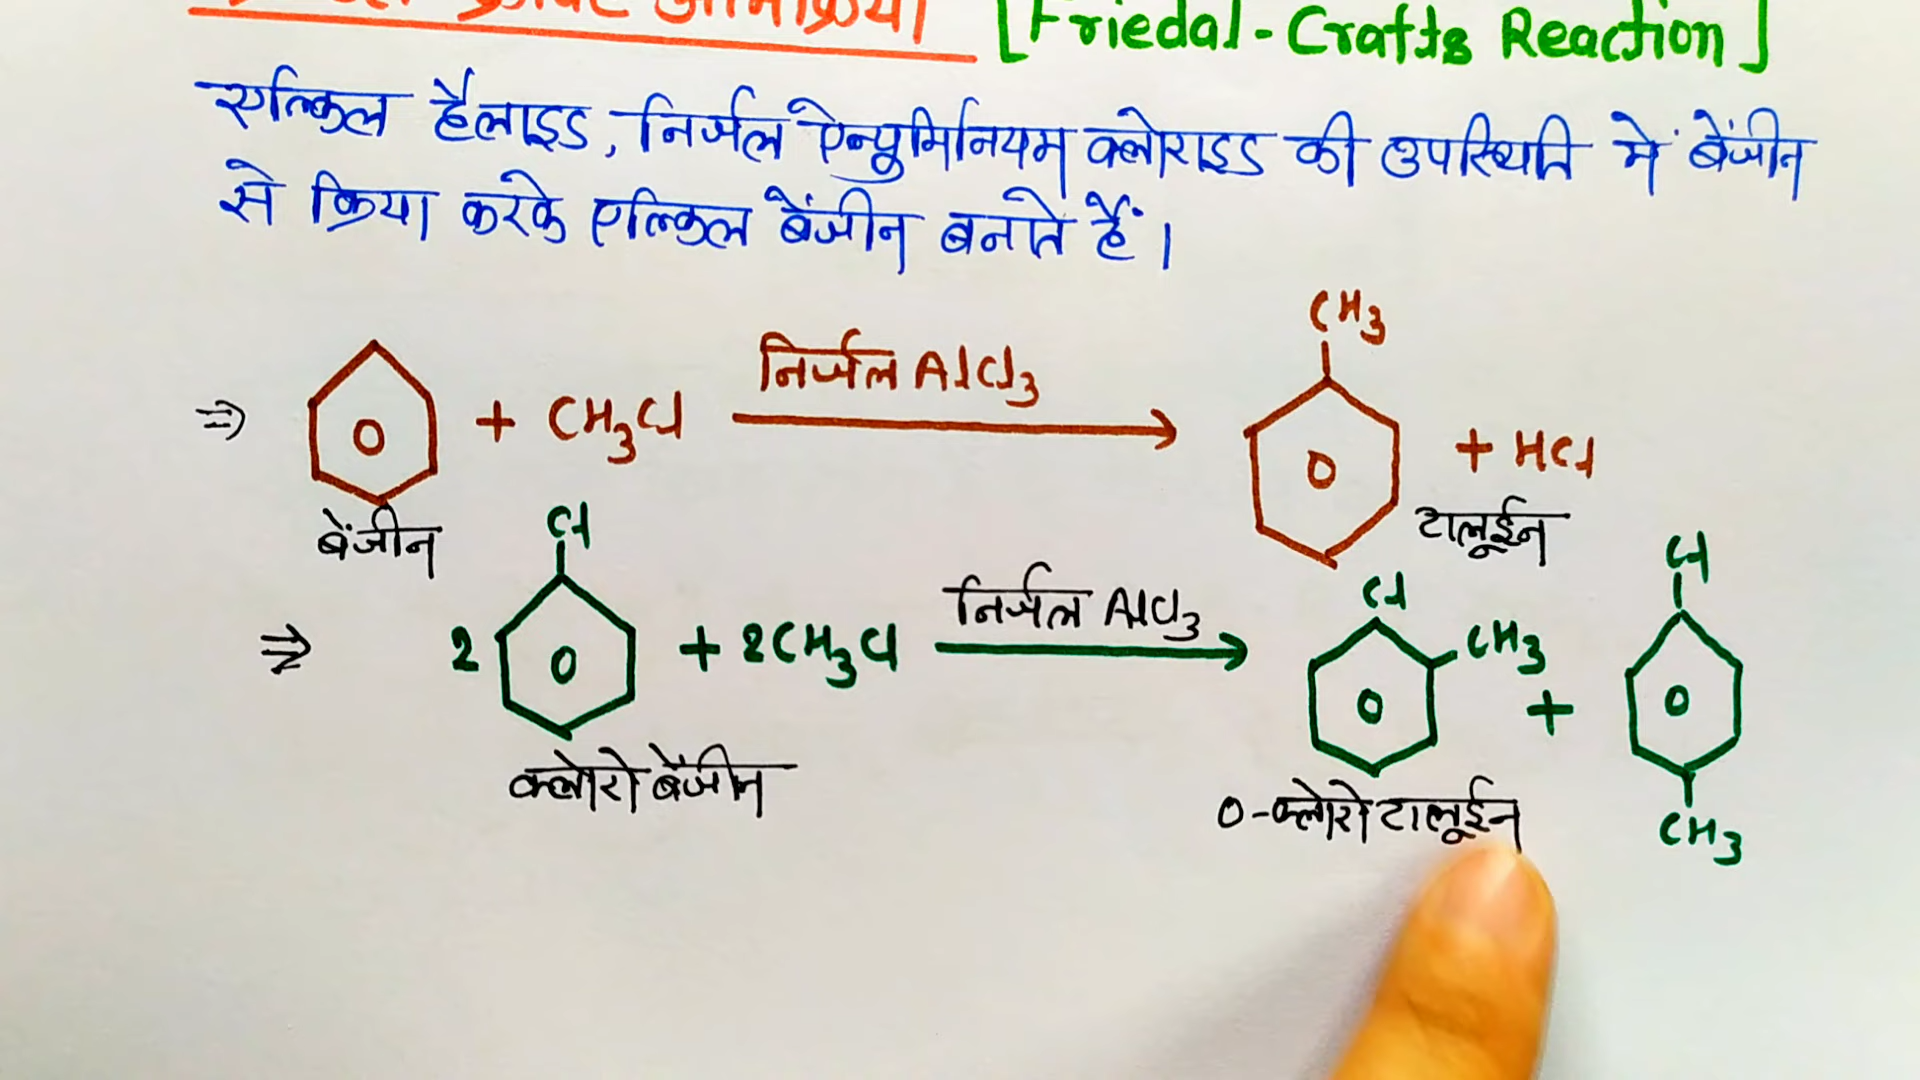 अभिक्रिया [Friedal-Crafts Reaction]
एल्किल हैलाइड, निर्जल ऐल्युमिनियम क्लोराइड की उपस्थिति में बेंजीन
से क्रिया करके एल्किल बेंजीन बनाते हैं।
CH3
निर्जल AlCl3
⇒ + CH3Cl + HCl
बेंजीन टालूईन
Cl Cl
निर्जल AlCl3 Cl
⇒ 2 + 2CH3Cl CH3 +
क्लोरो बेंजीन o-क्लोरो टालूईन CH3